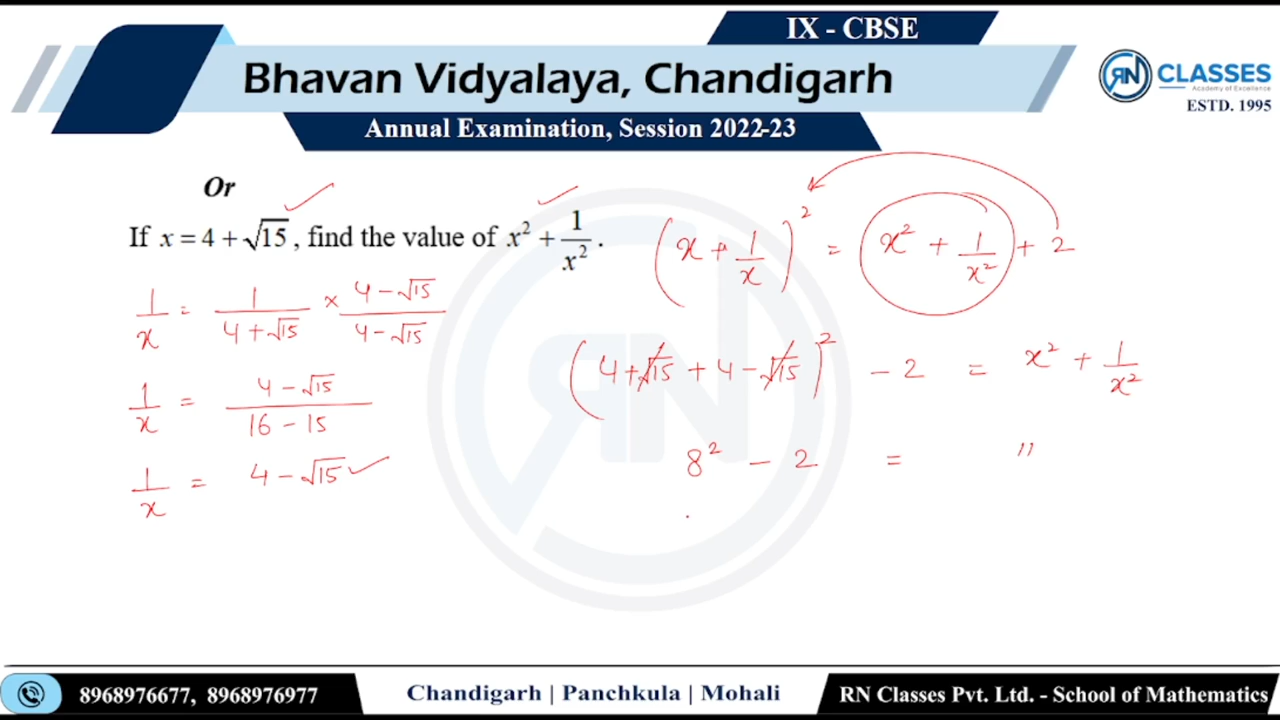 IX - CBSE
Bhavan Vidyalaya, Chandigarh
RN CLASSES
Academy of Excellence
ESTD. 1995
Annual Examination, Session 2022-23
Or
If x = 4 + √15, find the value of x² + 1/x².
(x + 1/x)² = x² + 1/x² + 2
1/x = 1/(4 + √15) × (4 - √15)/(4 - √15)
(4 + √15 + 4 - √15)² - 2 = x² + 1/x²
1/x = (4 - √15)/(16 - 15)
8² - 2 = "
1/x = 4 - √15
RN
8968976677, 8968976977
Chandigarh | Panchkula | Mohali
RN Classes Pvt. Ltd. - School of Mathematics